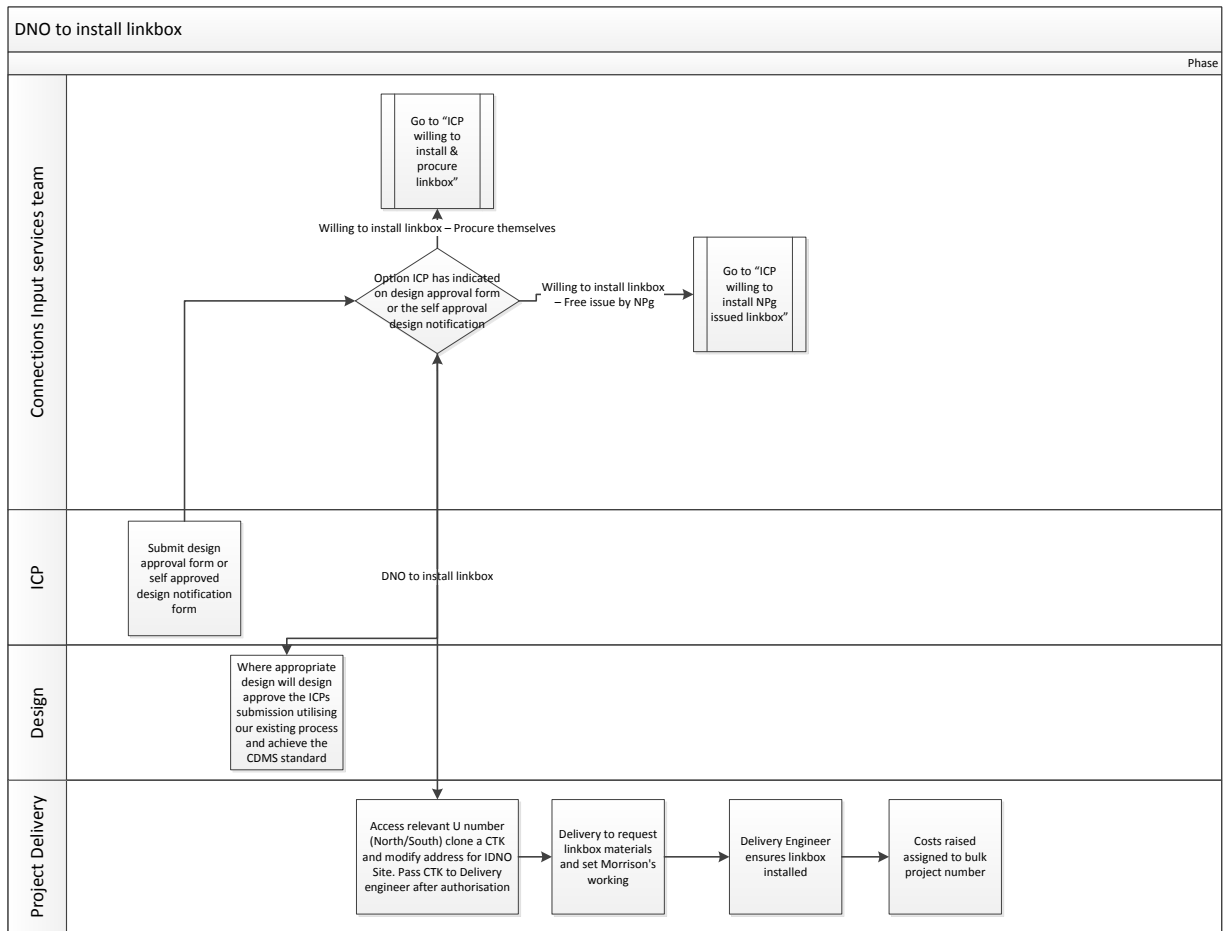 DNO to install linkbox
Phase
Connections Input services team
Go to “ICP
willing to
install &
procure
linkbox”
Willing to install linkbox – Procure themselves
Option ICP has indicated
on design approval form
or the self approval
design notification
Willing to install linkbox
– Free issue by NPg
Go to “ICP
willing to
install NPg
issued linkbox”
ICP
Submit design
approval form or
self approved
design notification
form
DNO to install linkbox
Design
Where appropriate
design will design
approve the ICPs
submission utilising
our existing process
and achieve the
CDMS standard
Project Delivery
Access relevant U number
(North/South) clone a CTK
and modify address for IDNO
Site. Pass CTK to Delivery
engineer after authorisation
Delivery to request
linkbox materials
and set Morrison's
working
Delivery Engineer
ensures linkbox
installed
Costs raised
assigned to bulk
project number